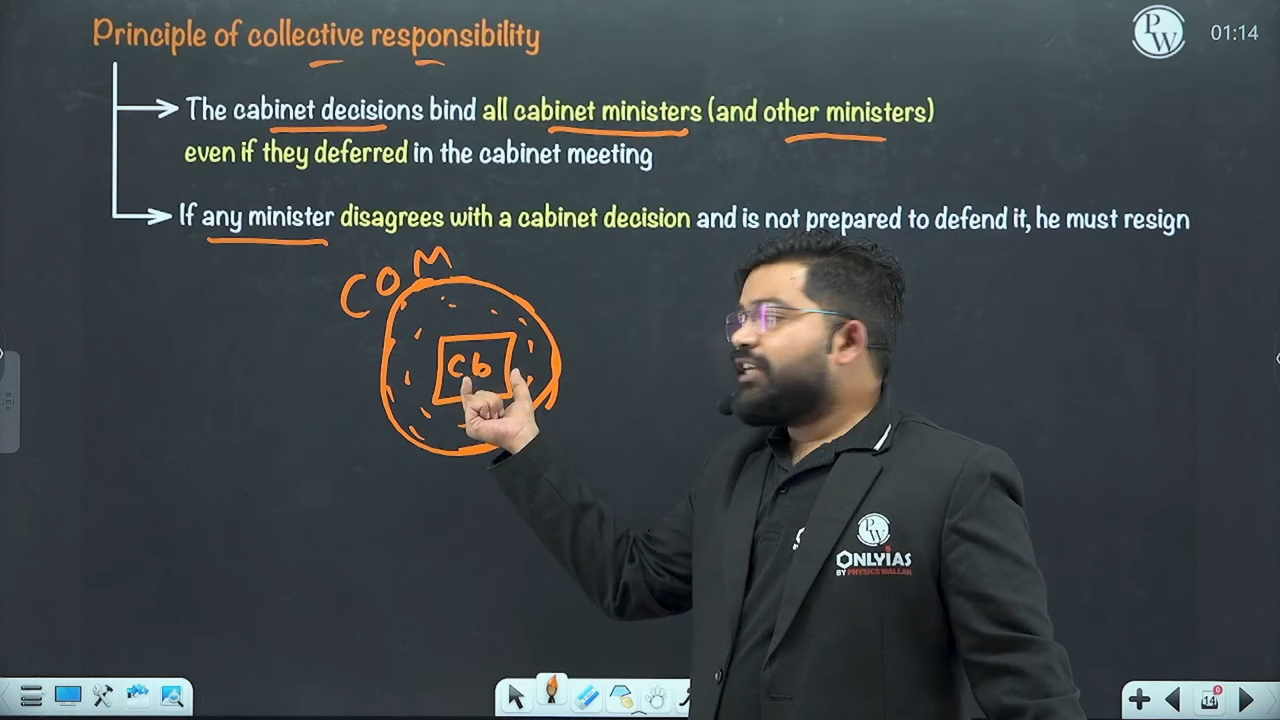 Principle of collective responsibility
PW
01:14
The cabinet decisions bind all cabinet ministers (and other ministers)
even if they deferred in the cabinet meeting
If any minister disagrees with a cabinet decision and is not prepared to defend it, he must resign
COM
Cb
PW
ONLYIAS
BY PHYSICS WALLAH
14